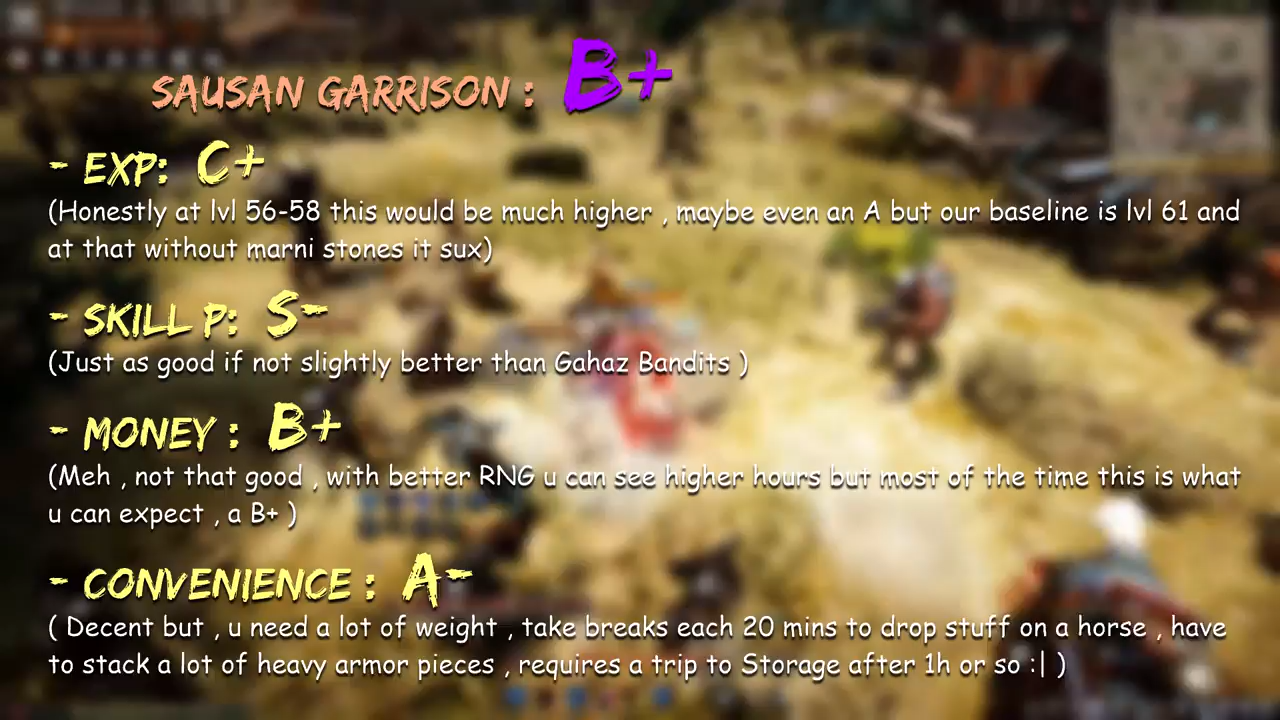 SAUSAN GARRISON : B+
- EXP: C+
(Honestly at lvl 56-58 this would be much higher , maybe even an A but our baseline is lvl 61 and
at that without marni stones it sux)
- SKILL P: S-
(Just as good if not slightly better than Gahaz Bandits )
- MONEY : B+
(Meh , not that good , with better RNG u can see higher hours but most of the time this is what
u can expect , a B+ )
- CONVENIENCE : A-
( Decent but , u need a lot of weight , take breaks each 20 mins to drop stuff on a horse , have
to stack a lot of heavy armor pieces , requires a trip to Storage after 1h or so :| )